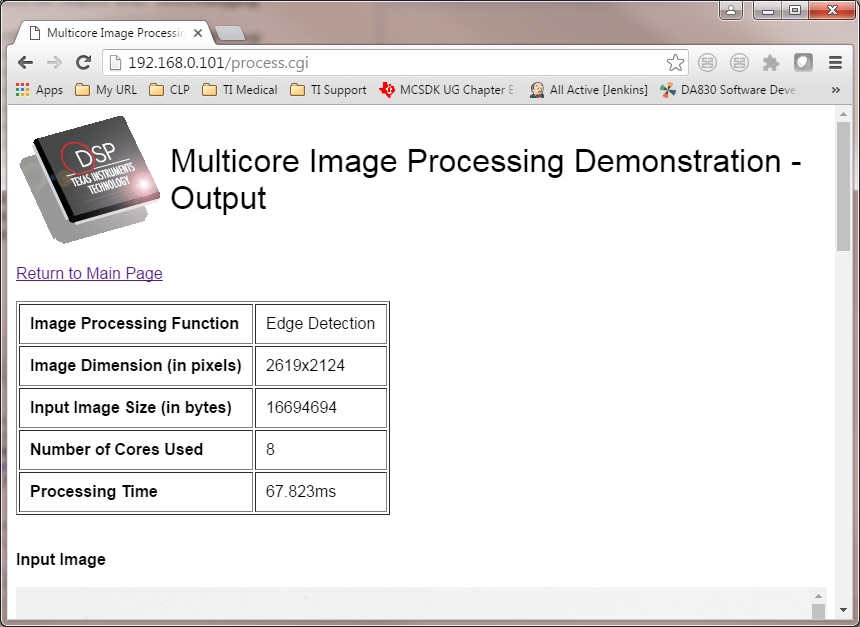 Multicore Image Processin
192.168.0.101/process.cgi
Apps My URL CLP TI Medical TI Support MCSDK UG Chapter E All Active [Jenkins] DA830 Software Deve »
DSP
TEXAS INSTRUMENTS
TECHNOLOGY
Multicore Image Processing Demonstration -
Output
Return to Main Page
Image Processing Function Edge Detection
Image Dimension (in pixels) 2619x2124
Input Image Size (in bytes) 16694694
Number of Cores Used 8
Processing Time 67.823ms
Input Image